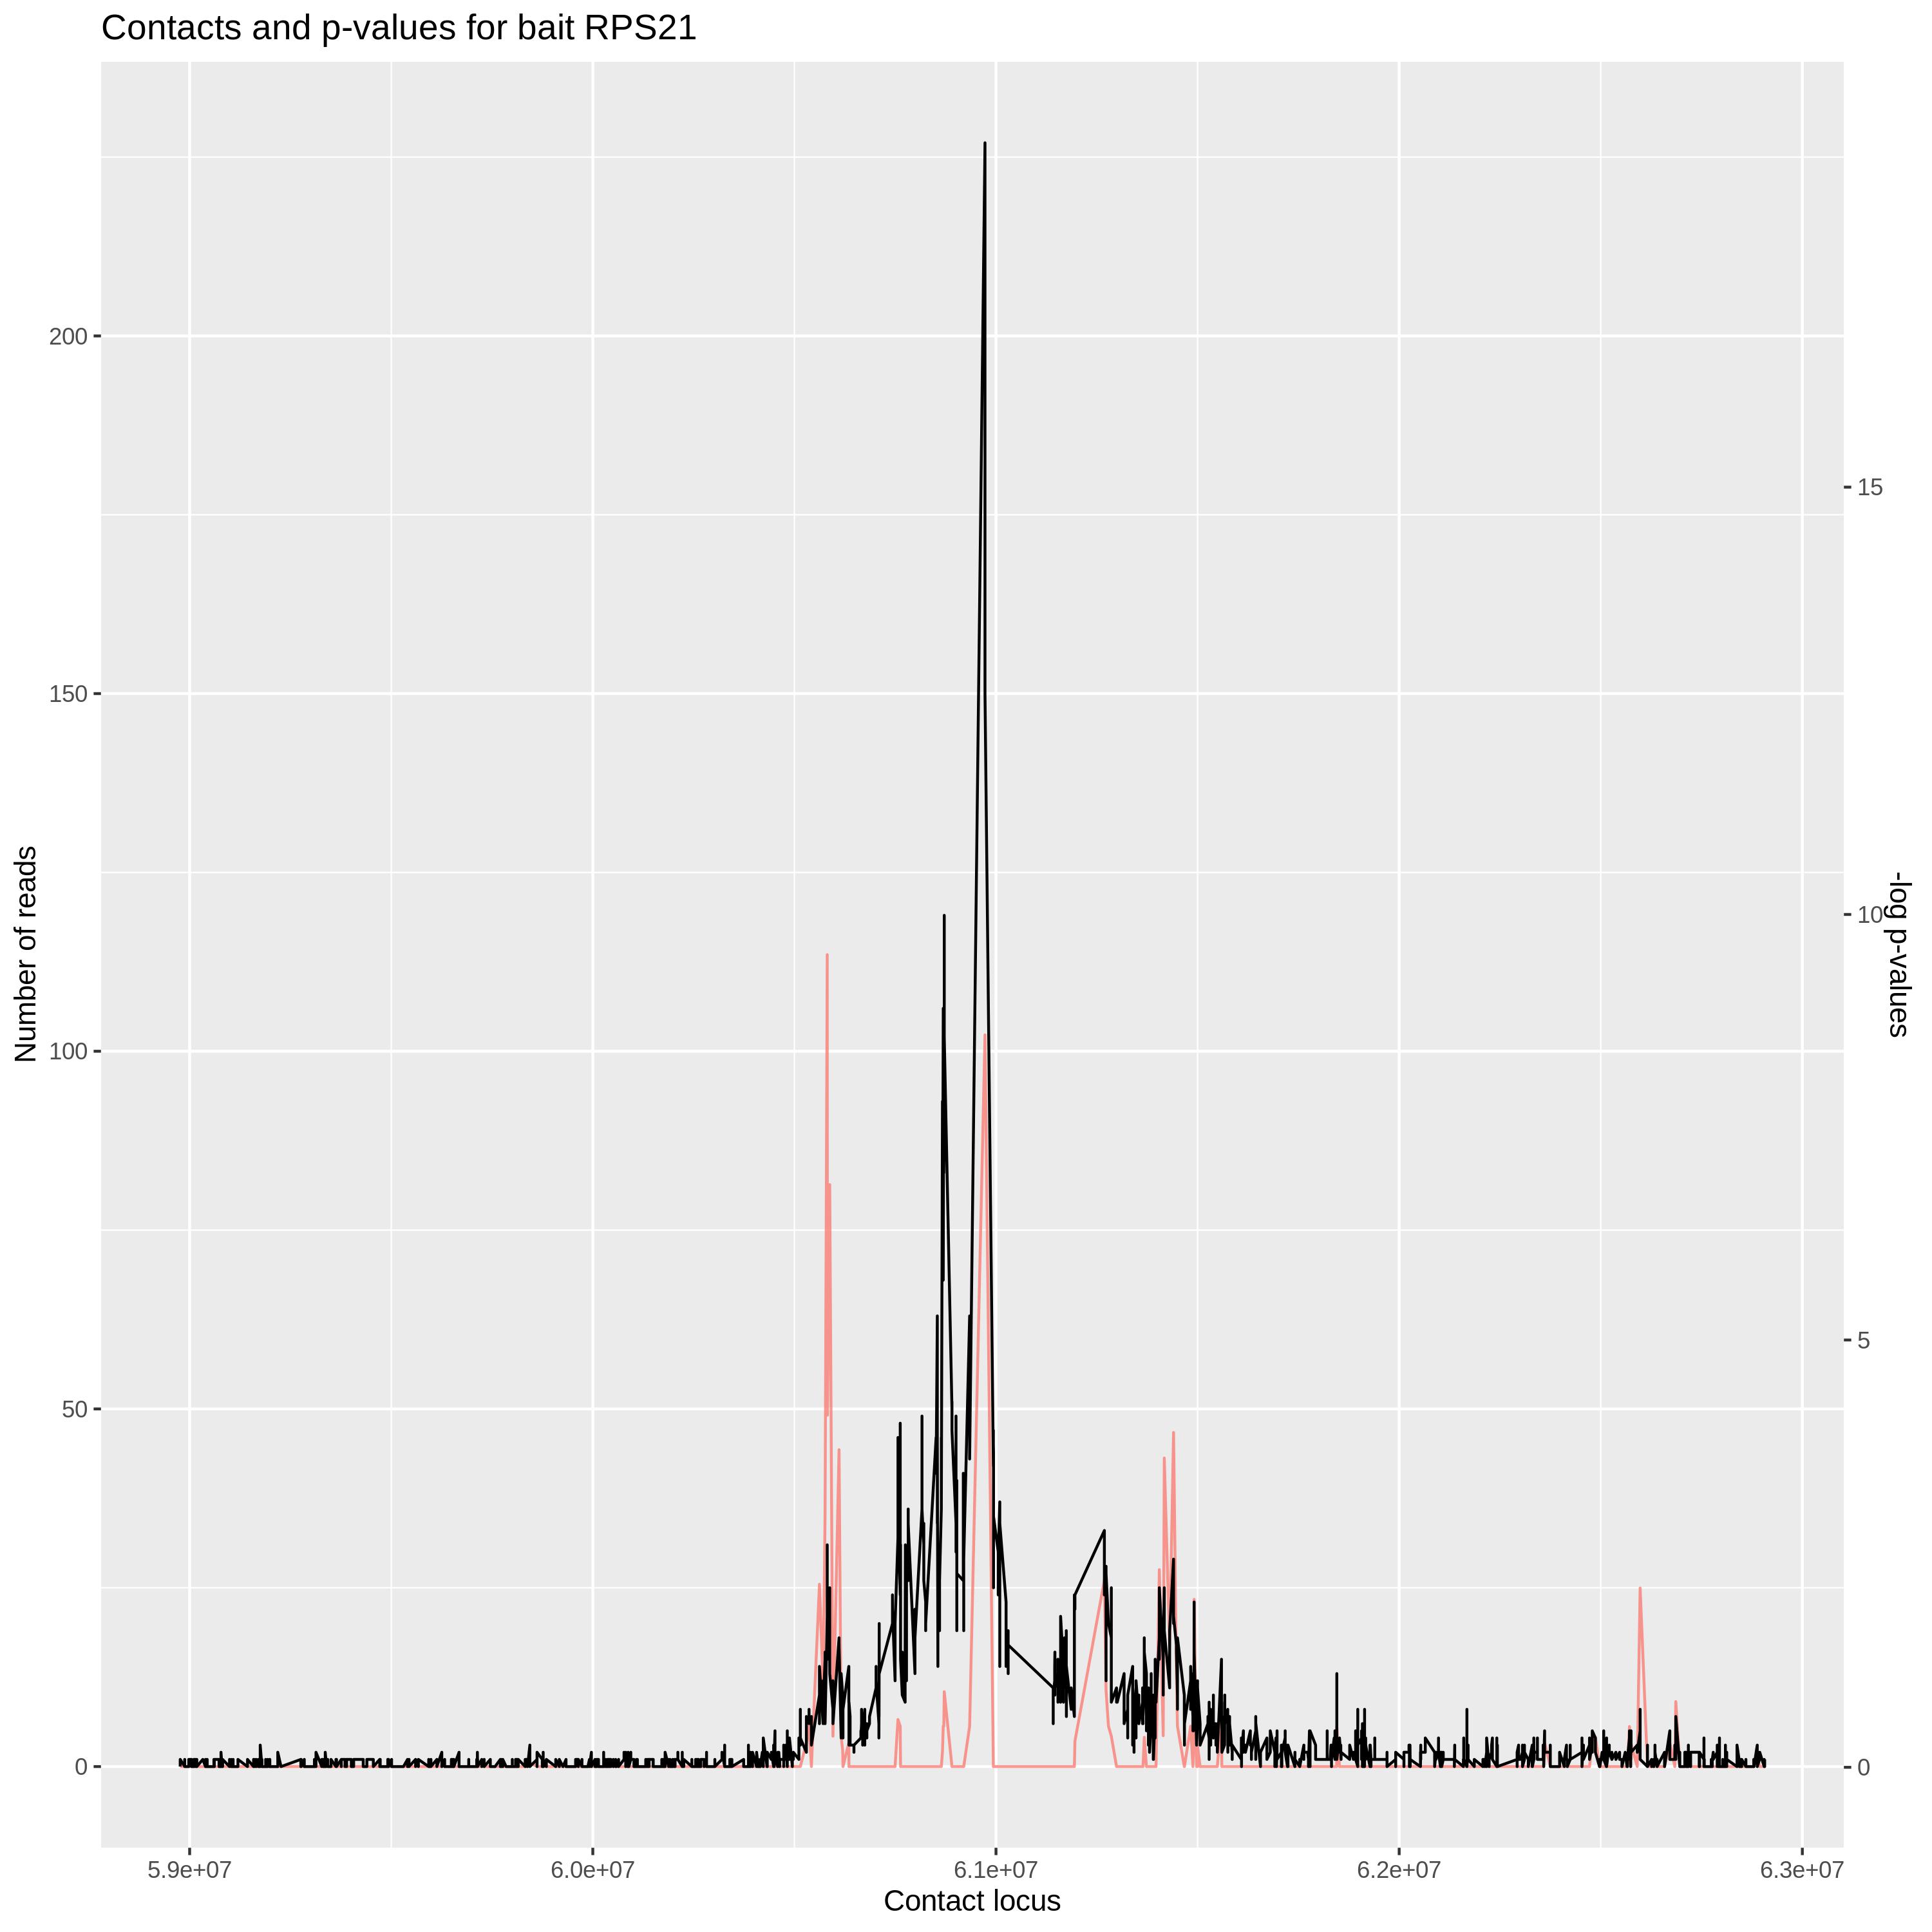 Contacts and p-values for bait RPS21
200
150
100
50
0
Number of reads
15
10
5
0
-log p-values
5.9e+07 6.0e+07 6.1e+07 6.2e+07 6.3e+07
Contact locus